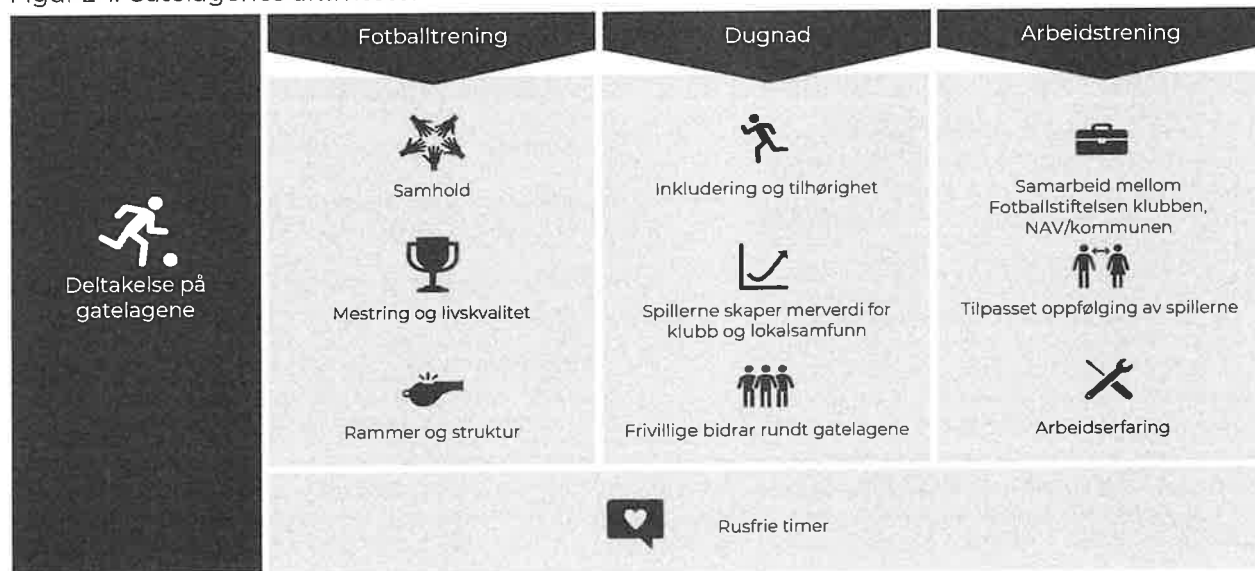 Fotballtrening
Dugnad
Arbeidstrening
Deltakelse på
gatelagene
Samhold
Mestring og livskvalitet
Rammer og struktur
Inkludering og tilhørighet
Spillerne skaper merverdi for
klubb og lokalsamfunn
Frivillige bidrar rundt gatelagene
Samarbeid mellom
Fotballstiftelsen klubben,
NAV/kommunen
Tilpasset oppfølging av spillerne
Arbeidserfaring
Rusfrie timer